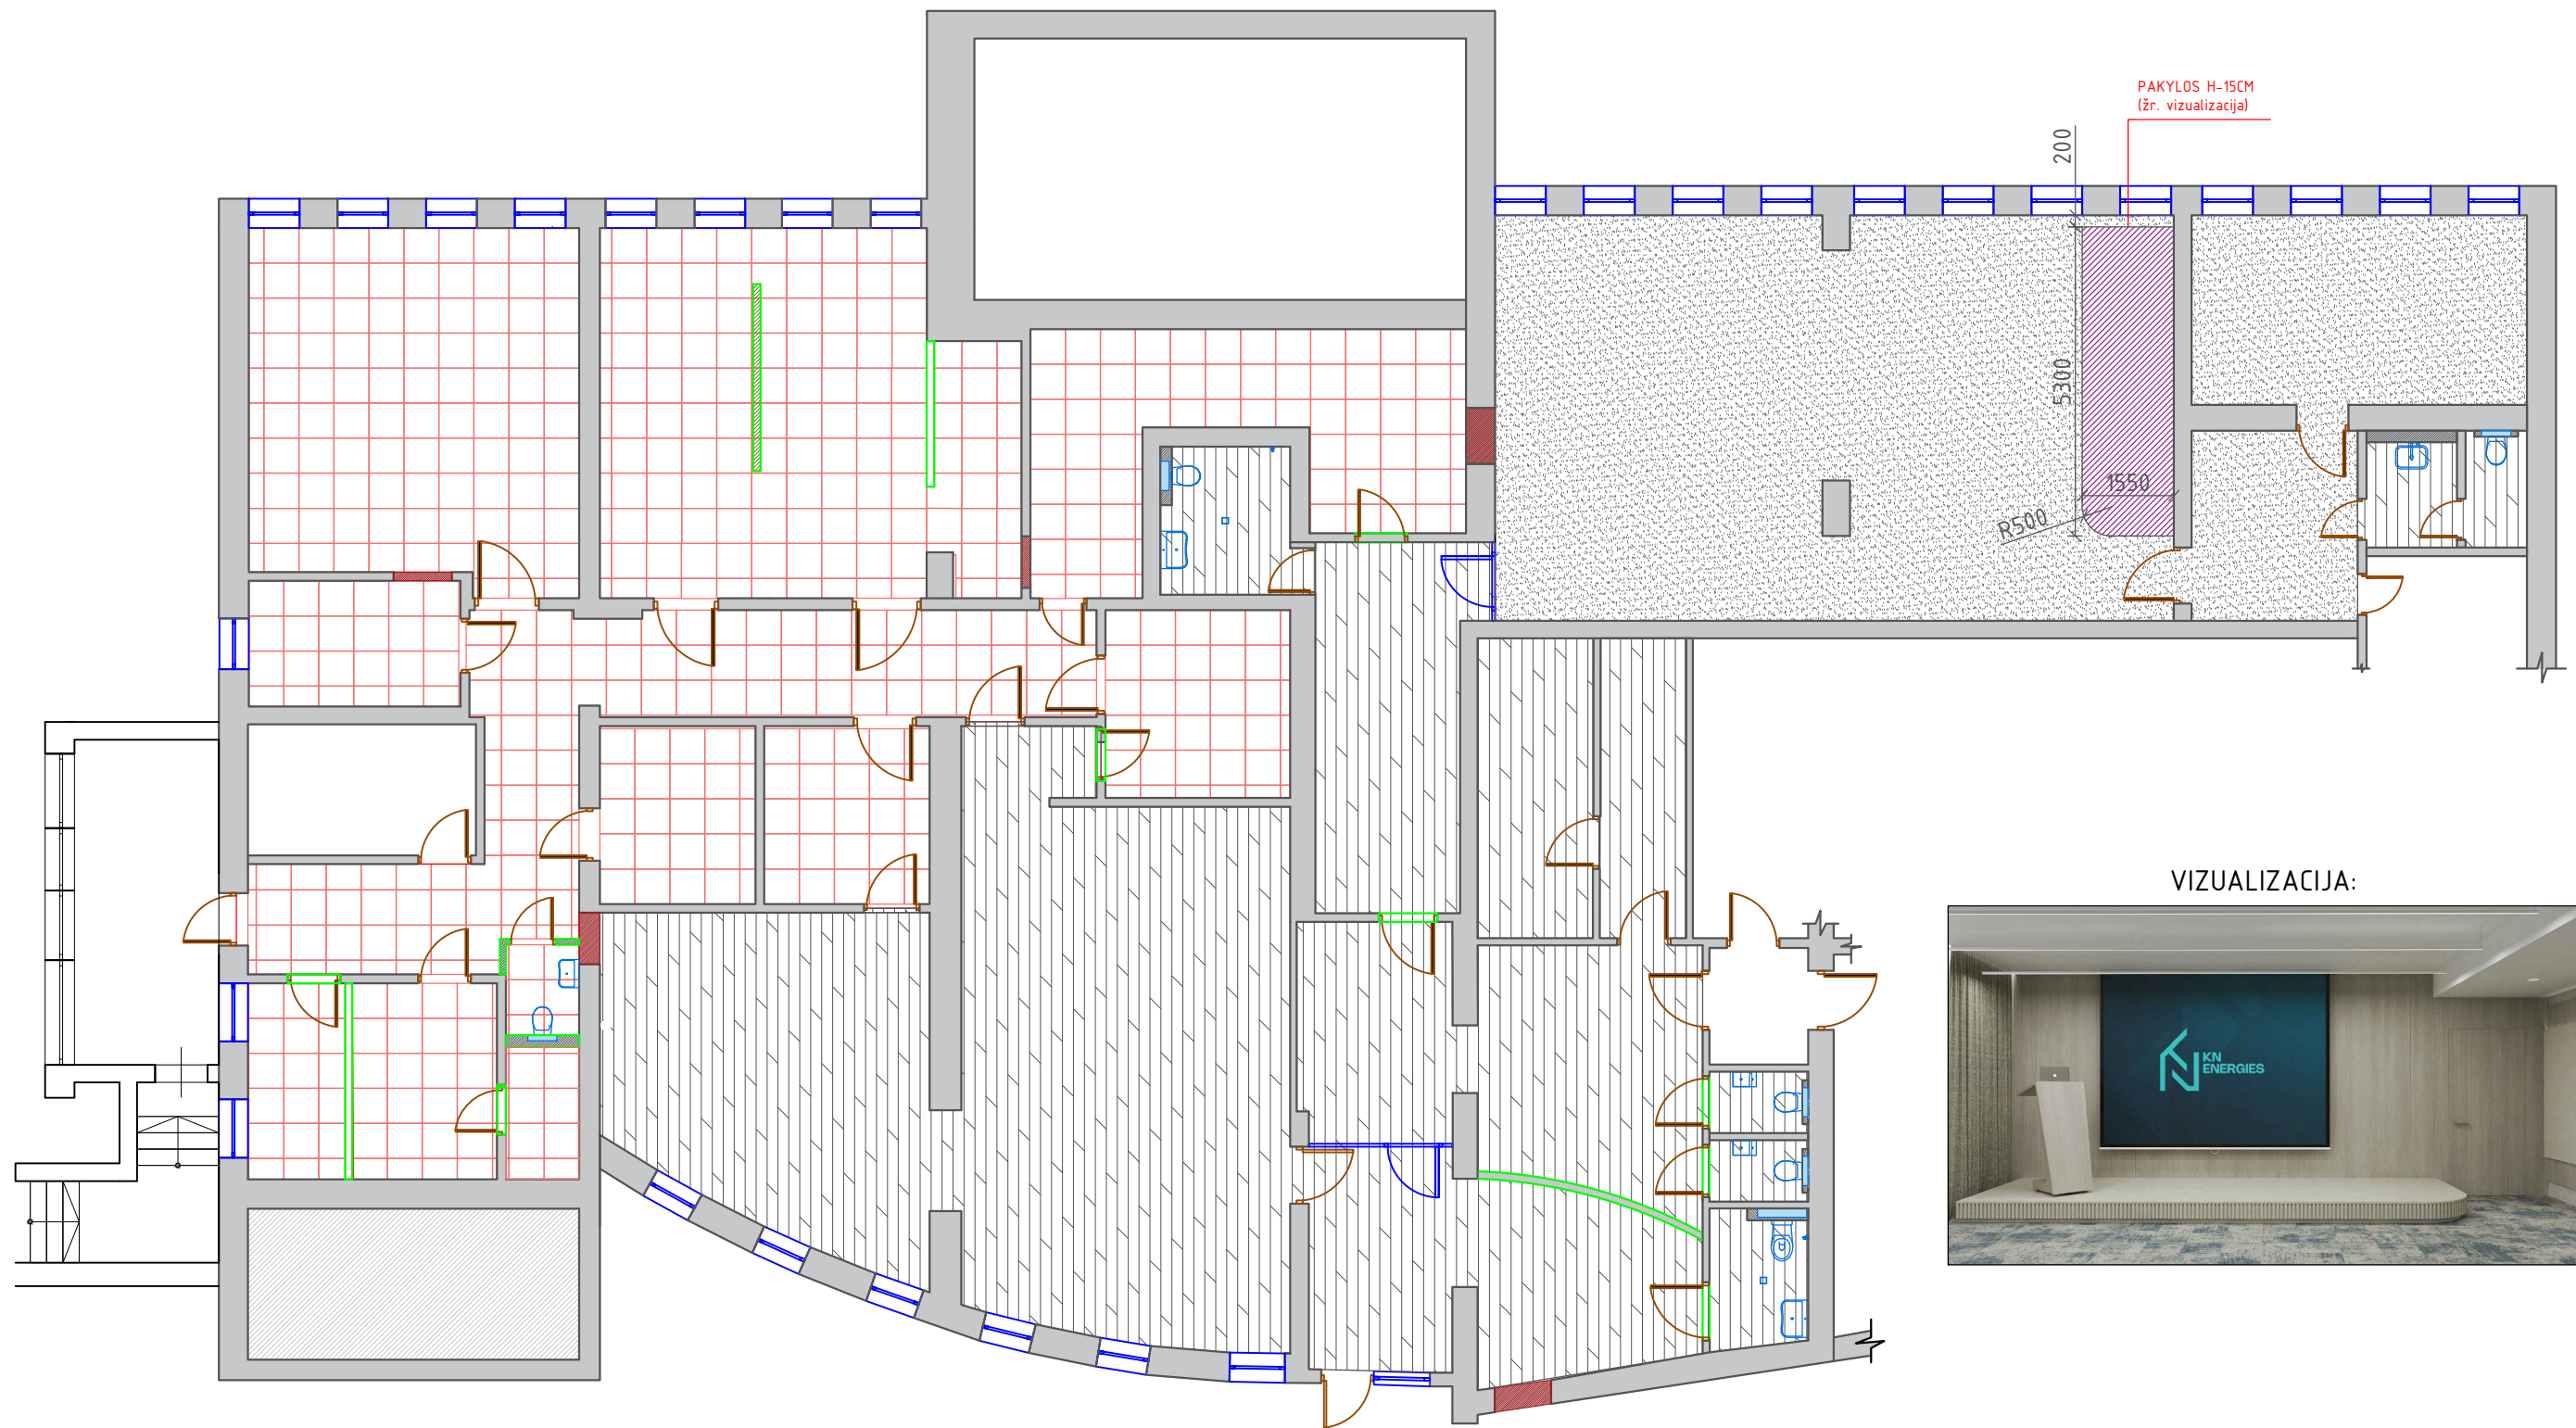 PAKYLOS H-15CM
(žr. vizualizacija)
200
5300
1550
R500
VIZUALIZACIJA:
KN
ENERGIES